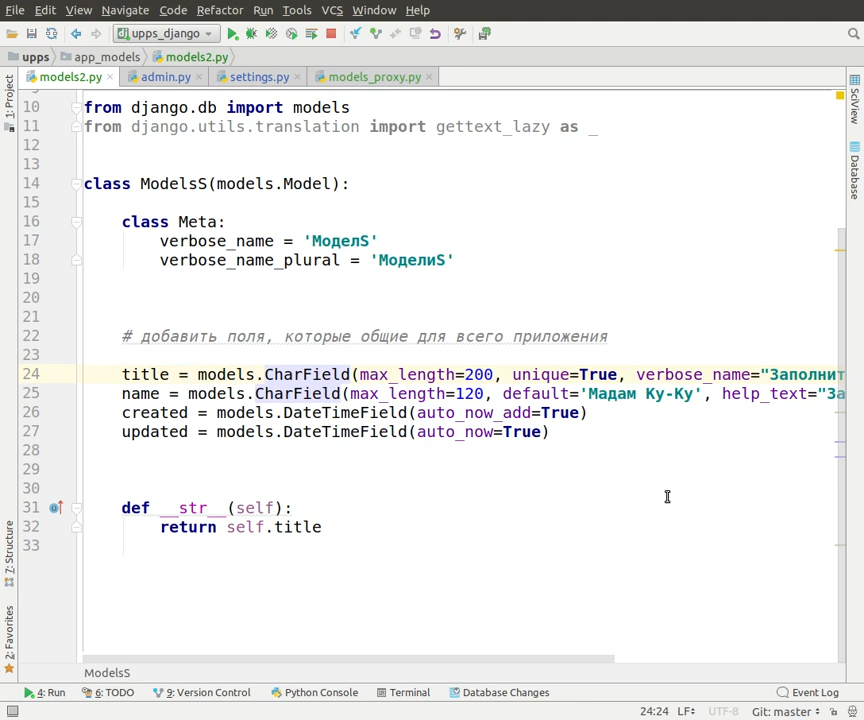 File Edit View Navigate Code Refactor Run Tools VCS Window Help
upps_django
upps app_models models2.py
models2.py admin.py settings.py models_proxy.py
10 from django.db import models
11 from django.utils.translation import gettext_lazy as _
12
13
14 class ModelsS(models.Model):
15
16 class Meta:
17 verbose_name = 'МоделS'
18 verbose_name_plural = 'МоделиS'
19
20
21
22 # добавить поля, которые общие для всего приложения
23
24 title = models.CharField(max_length=200, unique=True, verbose_name="Заполнит
25 name = models.CharField(max_length=120, default='Мадам Ку-Ку', help_text="За
26 created = models.DateTimeField(auto_now_add=True)
27 updated = models.DateTimeField(auto_now=True)
28
29
30
31 def __str__(self):
32 return self.title
33
1: Project
7: Structure
2: Favorites
SciView
Database
ModelsS
4: Run 6: TODO 9: Version Control Python Console Terminal Database Changes Event Log
24:24 LF UTF-8 Git: master